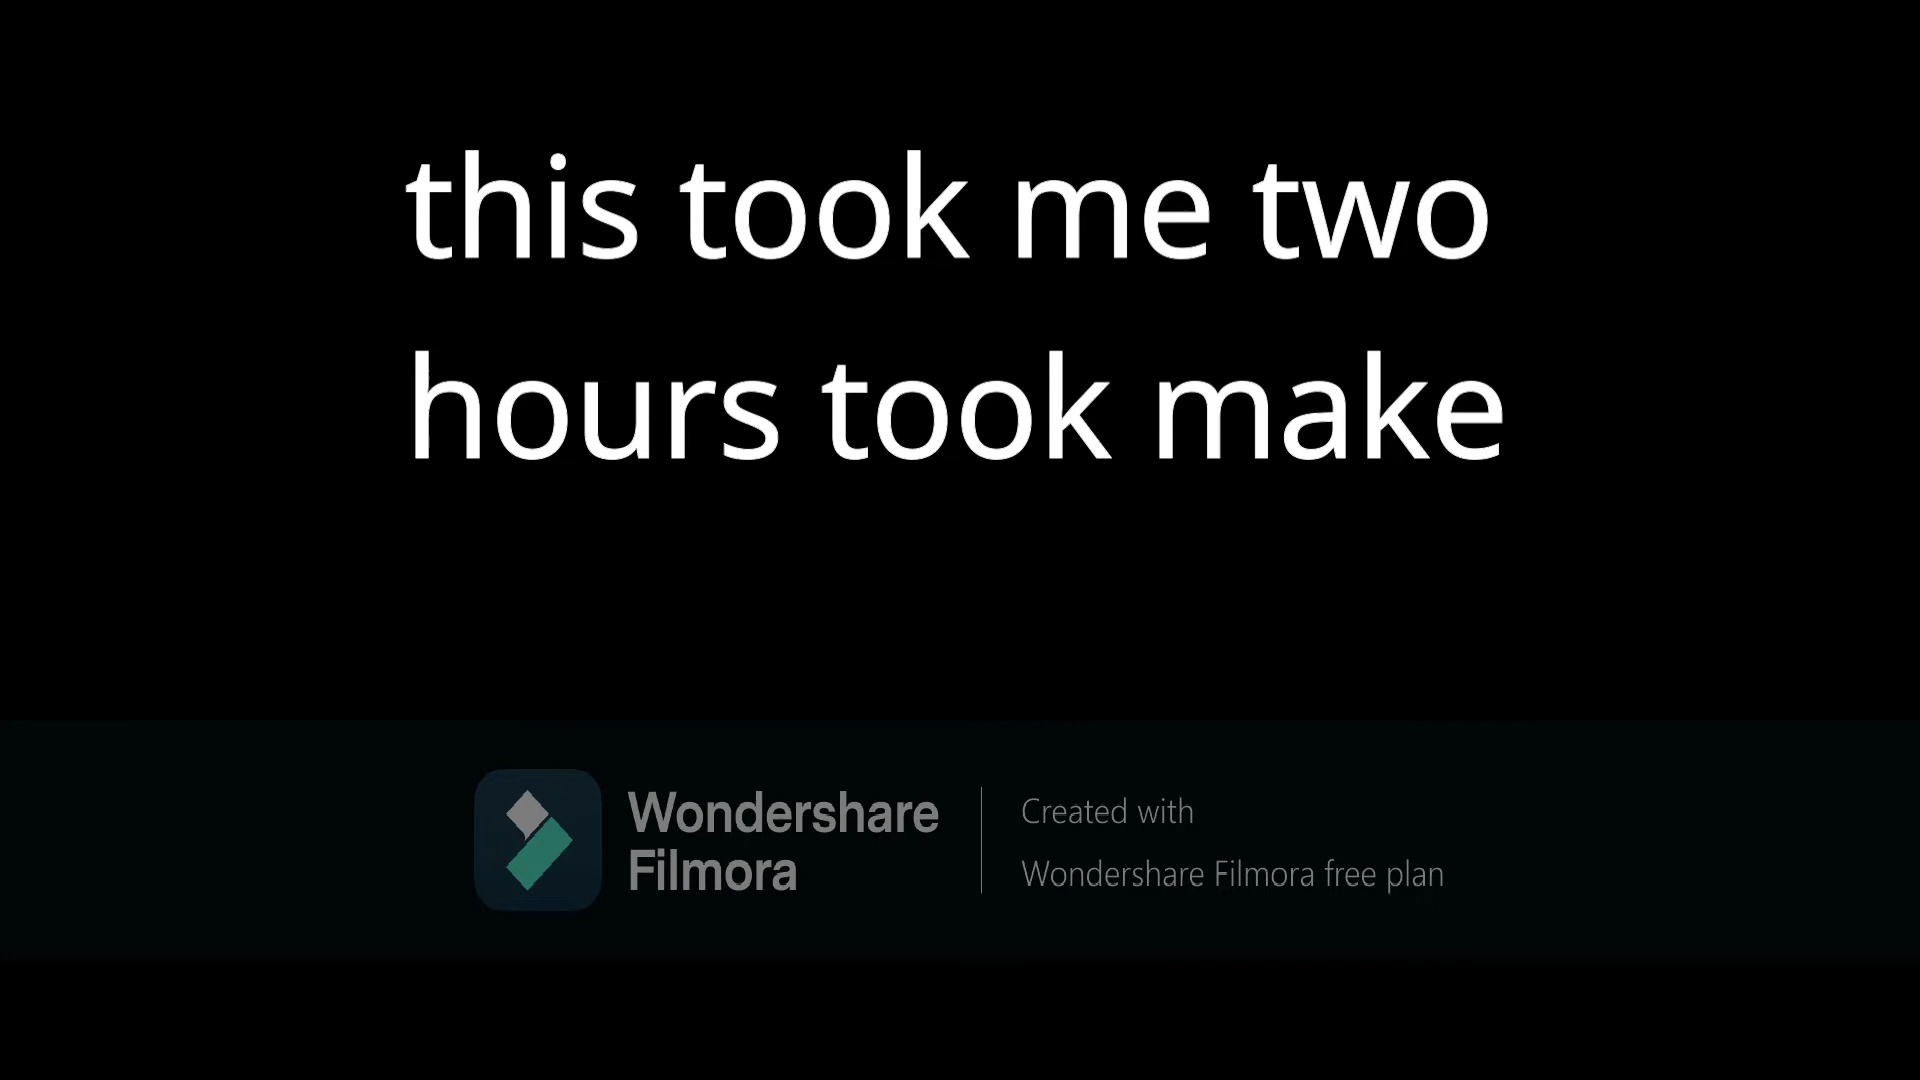 this took me two
hours took make
Wondershare
Filmora
Created with
Wondershare Filmora free plan